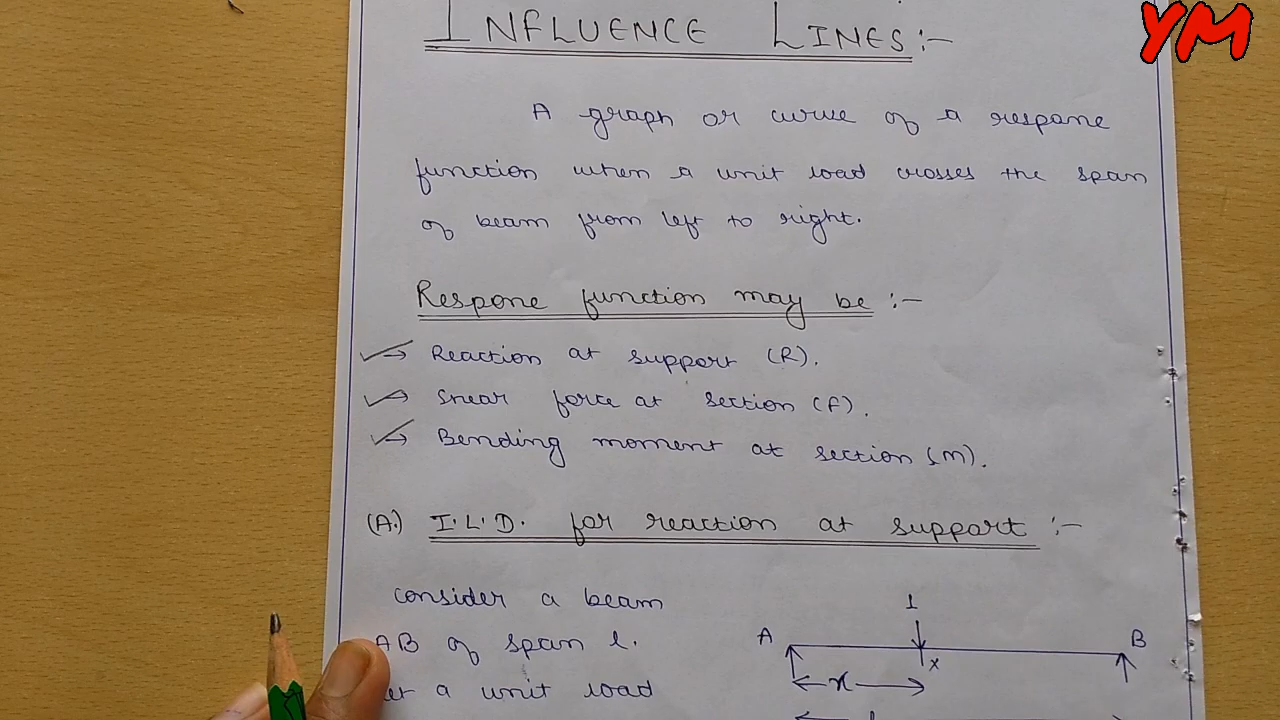 INFLUENCE LINES :-
YM
A graph or curve of a respone
function when a unit load crosses the span
of beam from left to right.
Respone function may be :-
→ Reaction at support (R).
→ Shear force at section (F).
→ Bending moment at section (M).
(A.) I.L.D. for reaction at support :-
consider a beam
AB of span l.
a unit load
1
A B
x
x